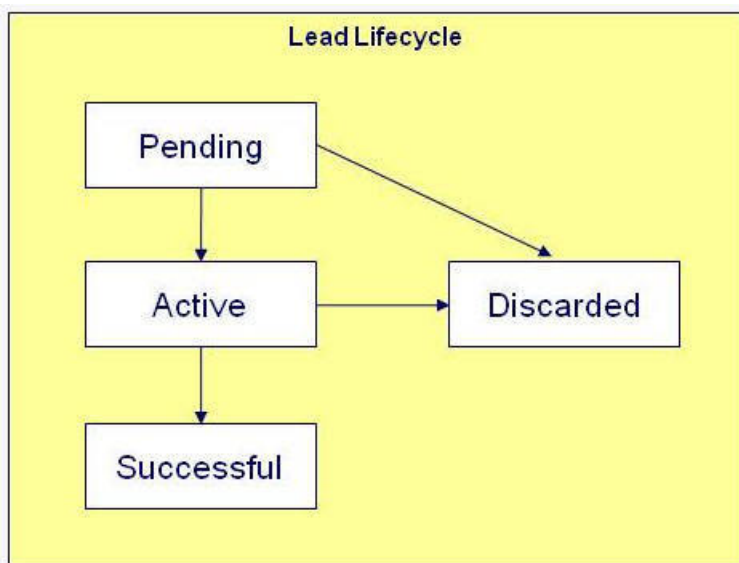 Lead Lifecycle
Pending
Active
Discarded
Successful